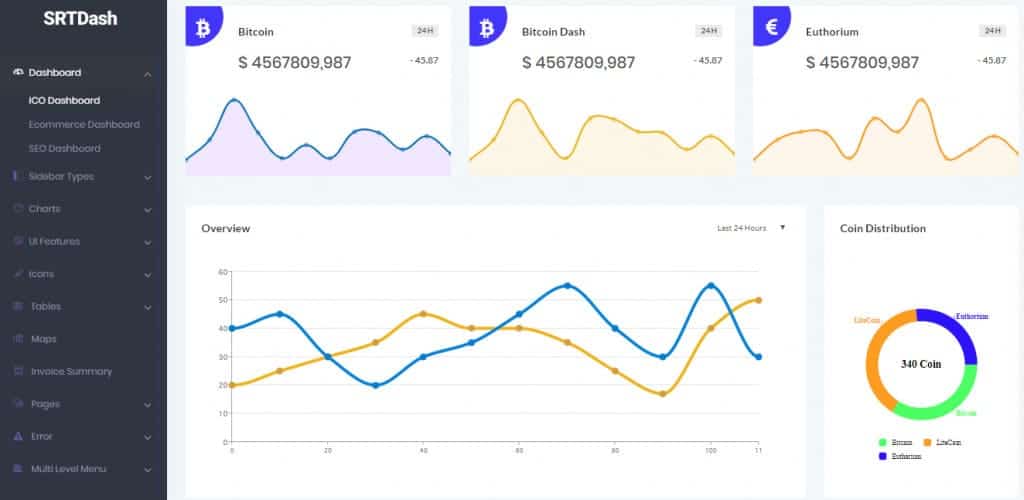 SRTDash
Dashboard
ICO Dashboard
Ecommerce Dashboard
SEO Dashboard
Sidebar Types
Charts
UI Features
Icons
Tables
Maps
Invoice Summary
Pages
Error
Multi Level Menu
Bitcoin
24H
$ 4567809,987
- 45.87
Bitcoin Dash
24H
$ 4567809,987
- 45.87
€
Euthorium
24H
$ 4567809,987
- 45.87
Overview
Last 24 Hours
60
50
40
30
20
10
0
0
20
40
60
80
100
11
Coin Distribution
LiteCoin
Euthorium
340 Coin
Bitcoin
Bitcoin
LiteCoin
Euthorium